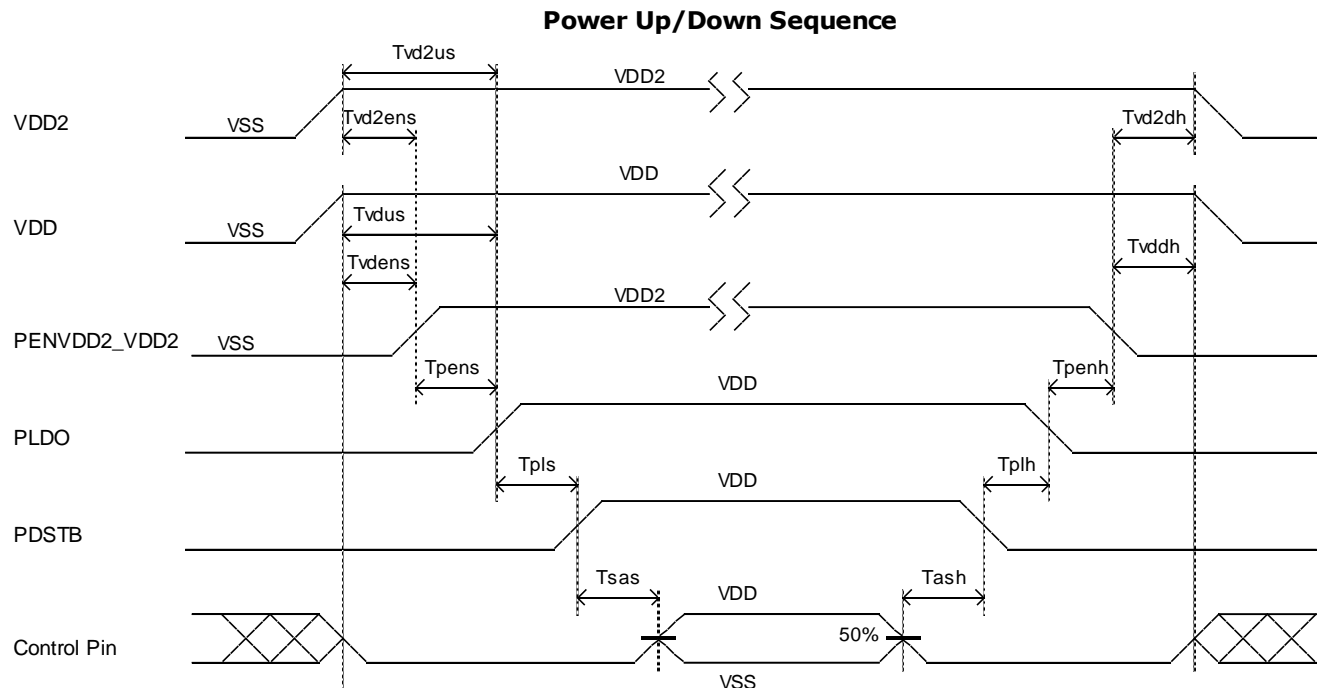 Power Up/Down Sequence
Tvd2us
VDD2
VDD2
VSS
Tvd2ens
Tvd2dh
VDD
VDD
VSS
Tvdus
Tvddh
Tvdens
VDD2
PENVDD2_VDD2
VSS
Tpens
Tpenh
VDD
PLDO
Tpls
Tplh
VDD
PDSTB
Tsas
Tash
VDD
Control Pin
50%
VSS